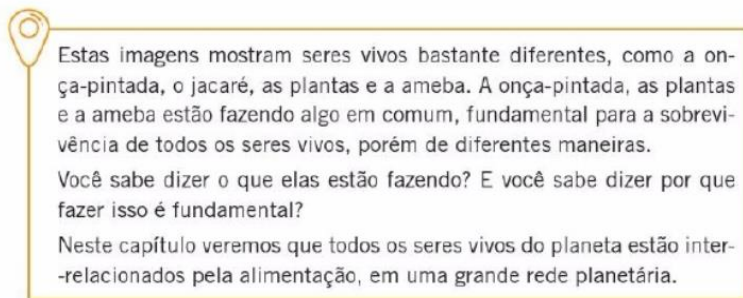 Estas imagens mostram seres vivos bastante diferentes, como a on-
ça-pintada, o jacaré, as plantas e a ameba. A onça-pintada, as plantas
e a ameba estão fazendo algo em comum, fundamental para a sobrevi-
vência de todos os seres vivos, porém de diferentes maneiras.
Você sabe dizer o que elas estão fazendo? E você sabe dizer por que
fazer isso é fundamental?
Neste capítulo veremos que todos os seres vivos do planeta estão inter-
-relacionados pela alimentação, em uma grande rede planetária.